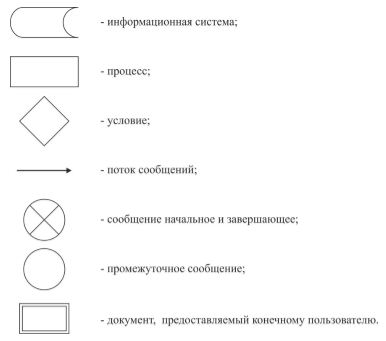 - информационная система;
- процесс;
- условие;
- поток сообщений;
- сообщение начальное и завершающее;
- промежуточное сообщение;
- документ, предоставляемый конечному пользователю.